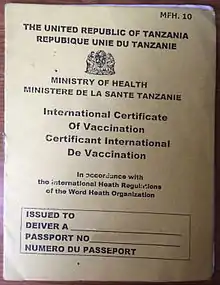 MFH. 10
THE UNITED REPUBLIC OF TANZANIA
REPUBIQUE UNIE DU TANZANIE
MINISTRY OF HEALTH
MINISTERE DE LA SANTE TANZANIE
International Certificate
Of Vaccination
Certificant International
De Vaccination
In accordance with
the International Heath Regulations
of the Word Heath Organization
ISSUED TO
DEIVER A
PASSPORT NO
NUMERO DU PASSEPORT